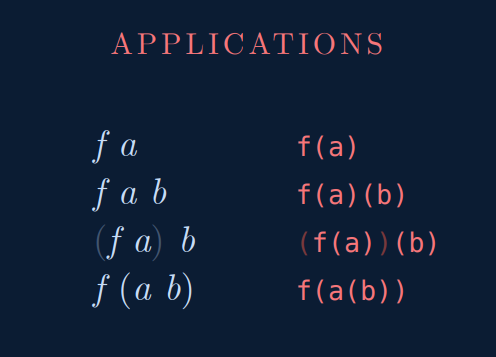 APPLICATIONS
f a f(a)
f a b f(a)(b)
(f a) b (f(a))(b)
f (a b) f(a(b))